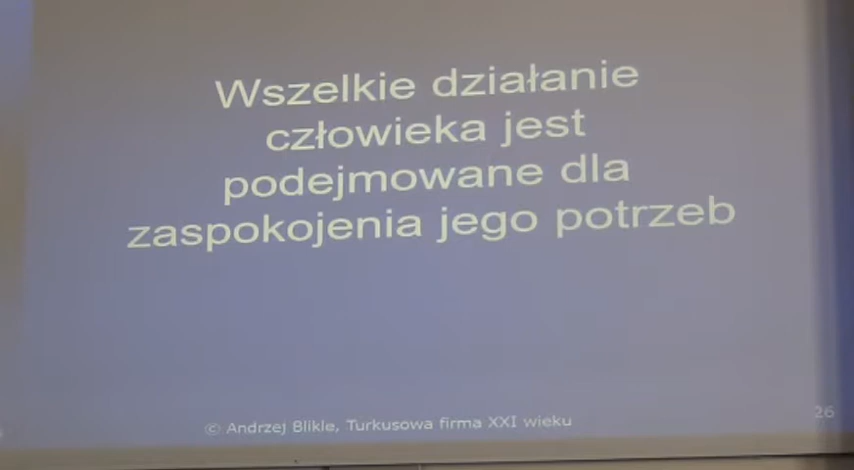 Wszelkie działanie
człowieka jest
podejmowane dla
zaspokojenia jego potrzeb
© Andrzej Blikle, Turkusowa firma XXI wieku
26